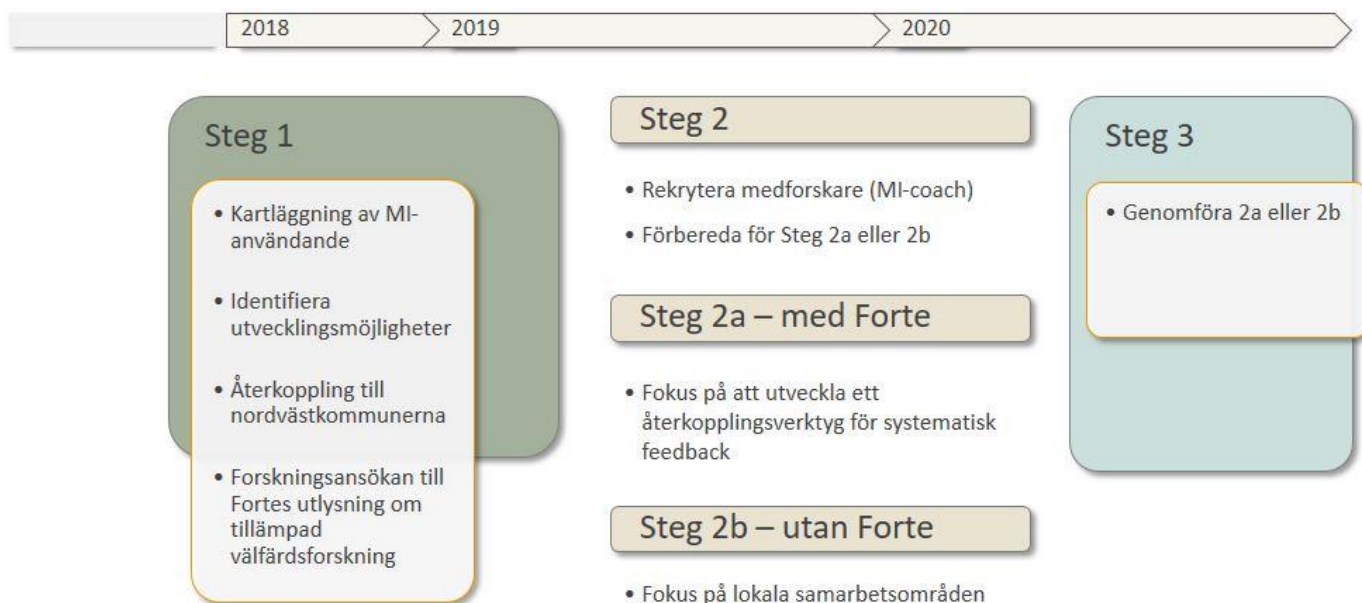 2018
2019
2020
Steg 1
• Kartläggning av MI-
användande
• Identifiera
utvecklingsmöjligheter
• Återkoppling till
nordvästkommunerna
• Forskningsansökan till
Fortes utlysning om
tillämpad
välfärdsforskning
Steg 2
• Rekrytera medforskare (MI-coach)
• Förbereda för Steg 2a eller 2b
Steg 2a – med Forte
• Fokus på att utveckla ett
återkopplingsverktyg för systematisk
feedback
Steg 2b – utan Forte
• Fokus på lokala samarbetsområden
Steg 3
• Genomföra 2a eller 2b